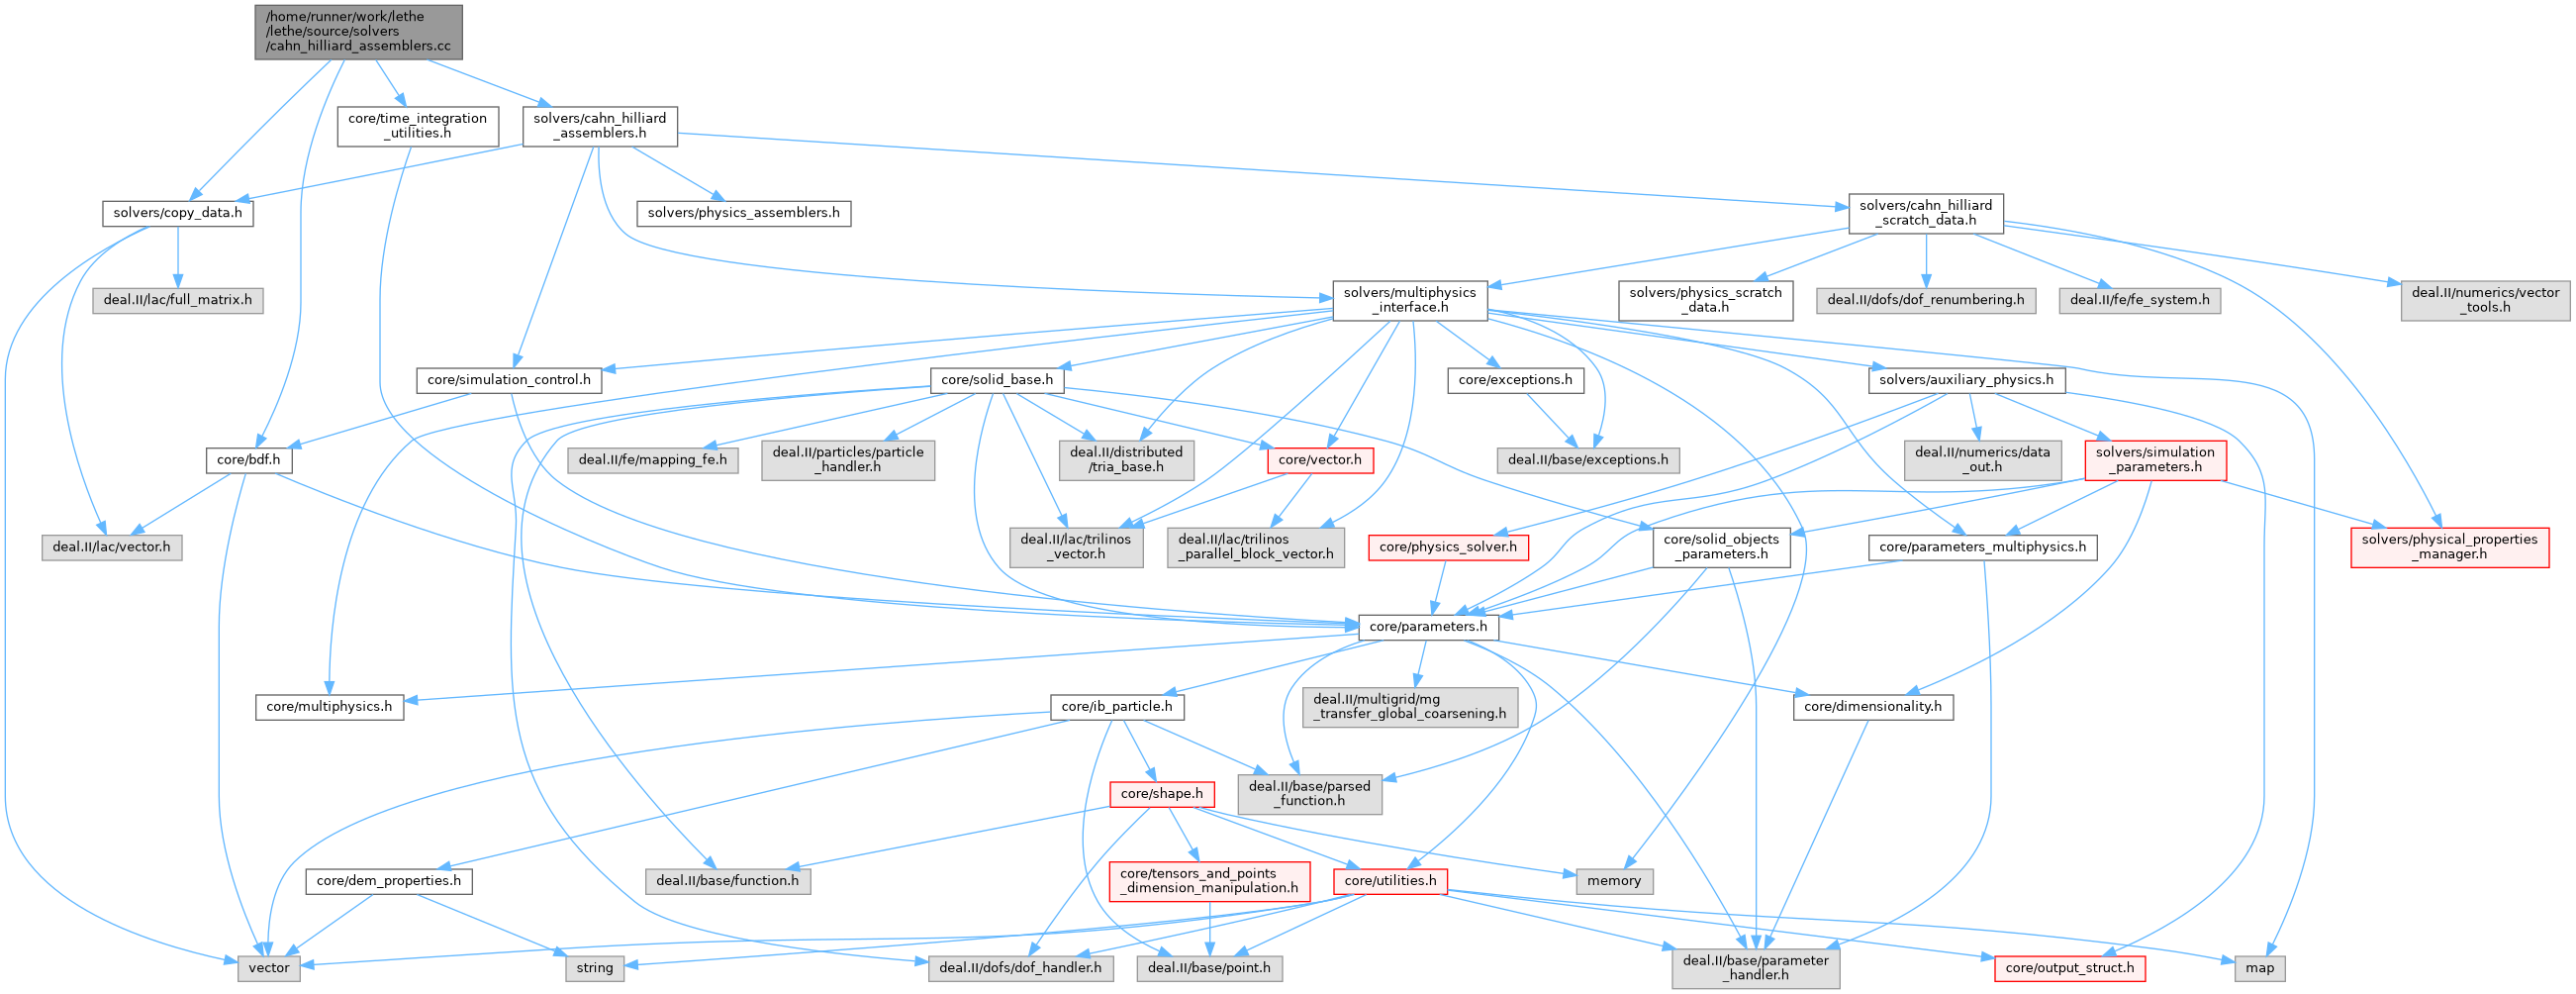 /home/runner/work/lethe
/lethe/source/solvers
/cahn_hilliard_assemblers.cc
core/time_integration
_utilities.h
solvers/cahn_hilliard
_assemblers.h
solvers/copy_data.h
solvers/physics_assemblers.h
solvers/cahn_hilliard
_scratch_data.h
deal.II/lac/full_matrix.h
solvers/multiphysics
_interface.h
solvers/physics_scratch
_data.h
deal.II/dofs/dof_renumbering.h
deal.II/fe/fe_system.h
deal.II/numerics/vector
_tools.h
core/simulation_control.h
core/solid_base.h
core/exceptions.h
solvers/auxiliary_physics.h
core/bdf.h
deal.II/fe/mapping_fe.h
deal.II/particles/particle
_handler.h
deal.II/distributed
/tria_base.h
core/vector.h
deal.II/base/exceptions.h
deal.II/numerics/data
_out.h
solvers/simulation
_parameters.h
deal.II/lac/vector.h
deal.II/lac/trilinos
_vector.h
deal.II/lac/trilinos
_parallel_block_vector.h
core/physics_solver.h
core/solid_objects
_parameters.h
core/parameters_multiphysics.h
solvers/physical_properties
_manager.h
core/parameters.h
core/multiphysics.h
core/ib_particle.h
deal.II/multigrid/mg
_transfer_global_coarsening.h
core/dimensionality.h
core/shape.h
deal.II/base/parsed
_function.h
core/dem_properties.h
deal.II/base/function.h
core/tensors_and_points
_dimension_manipulation.h
core/utilities.h
memory
vector
string
deal.II/dofs/dof_handler.h
deal.II/base/point.h
deal.II/base/parameter
_handler.h
core/output_struct.h
map